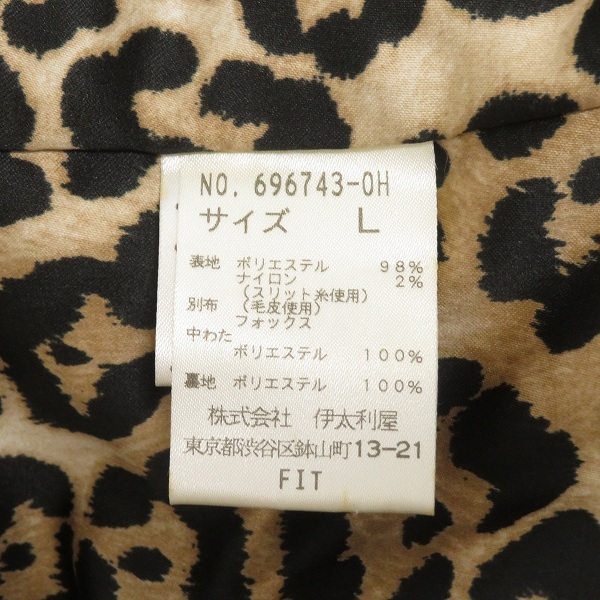 NO. 696743-0H
サイズ L
表地 ポリエステル 98%
ナイロン 2%
(スリット糸使用)
別布 (毛皮使用)
フォックス
中わた
ポリエステル 100%
裏地 ポリエステル 100%
株式会社 伊太利屋
東京都渋谷区鉢山町13-21
FIT